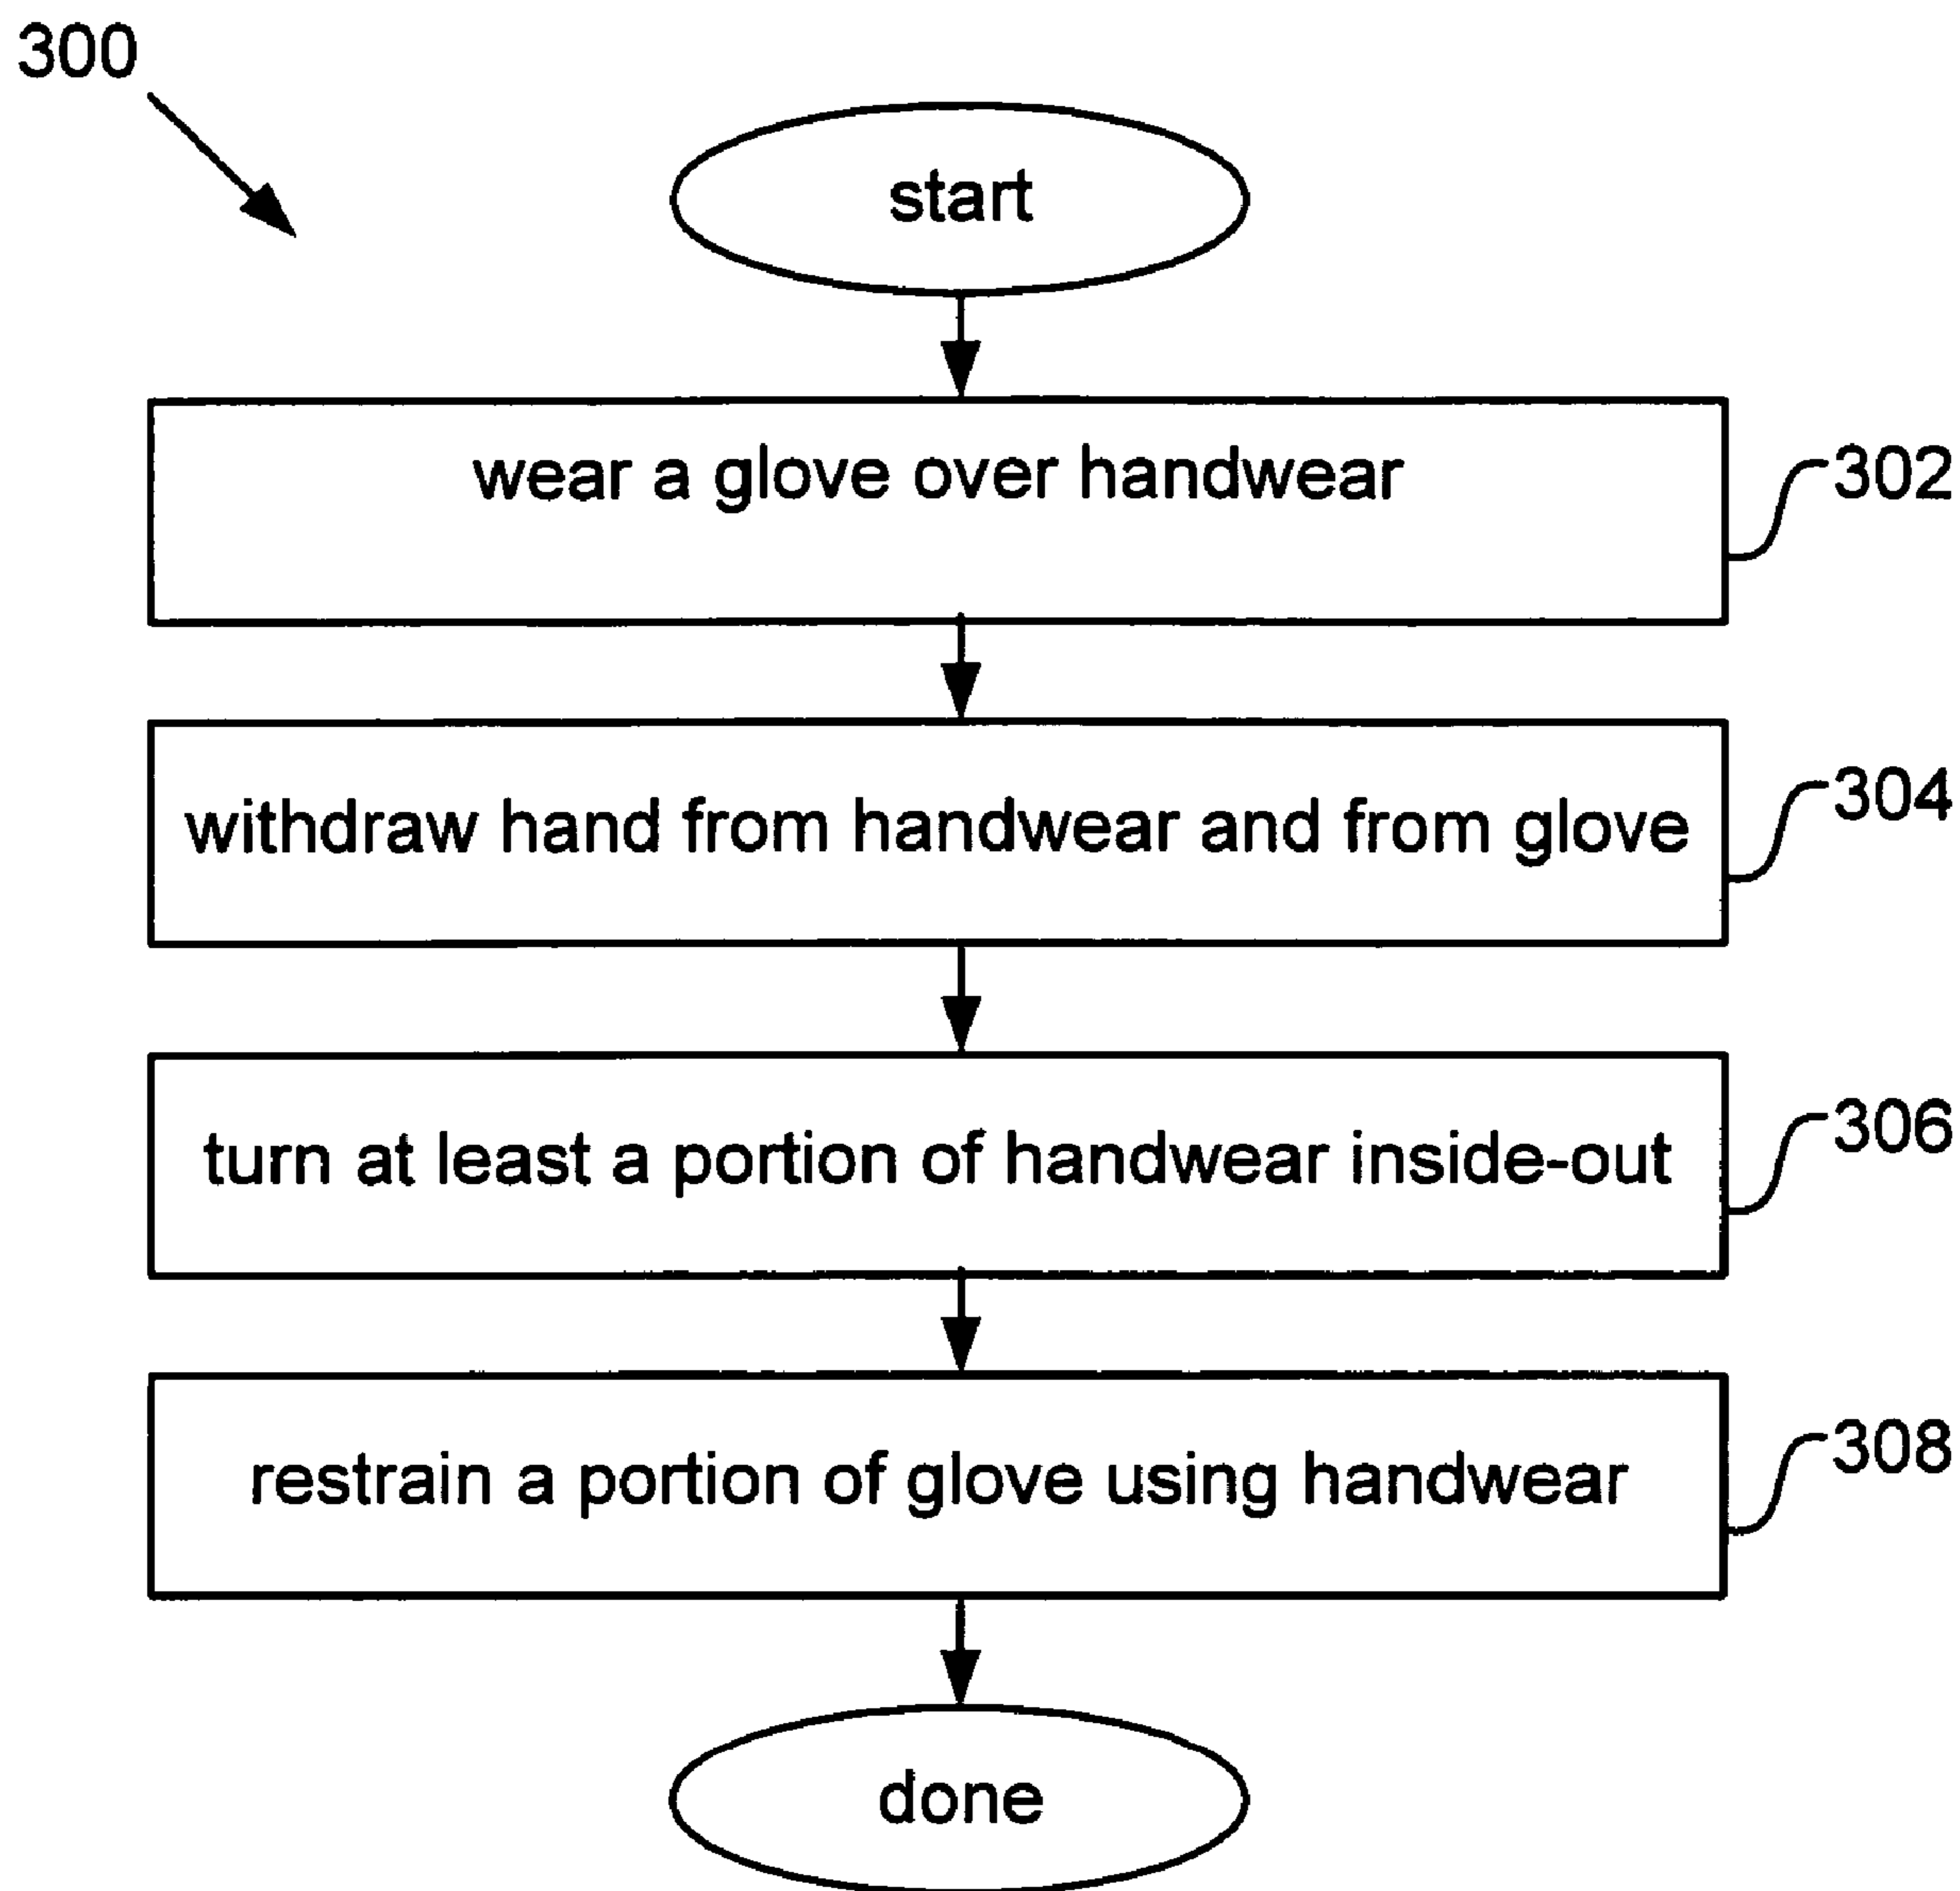 300
start
wear a glove over handwear
302
withdraw hand from handwear and from glove
304
turn at least a portion of handwear inside-out
306
restrain a portion of glove using handwear
308
done